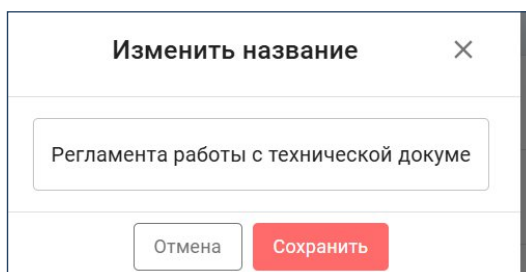 Изменить название
Регламента работы с технической докуме
Отмена Сохранить